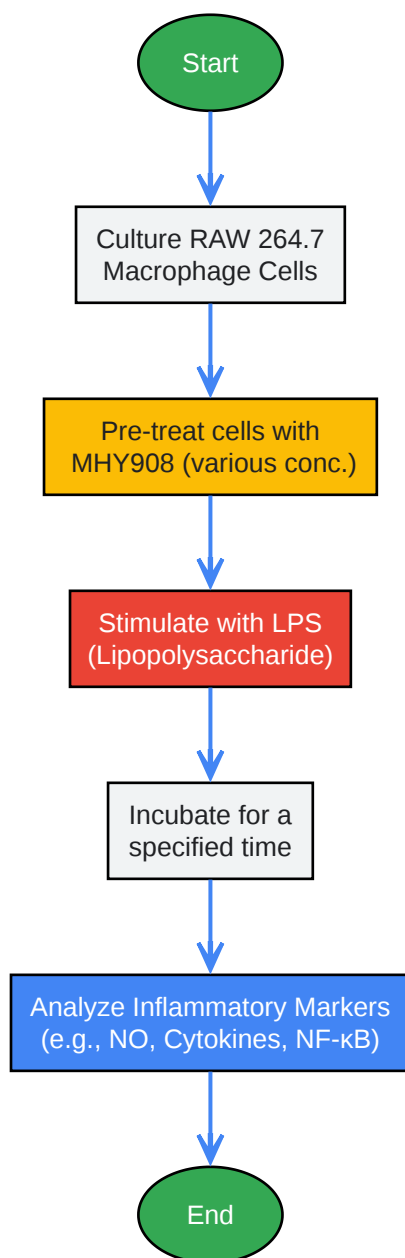 Start
Culture RAW 264.7
Macrophage Cells
Pre-treat cells with
MHY908 (various conc.)
Stimulate with LPS
(Lipopolysaccharide)
Incubate for a
specified time
Analyze Inflammatory Markers
(e.g., NO, Cytokines, NF-κB)
End